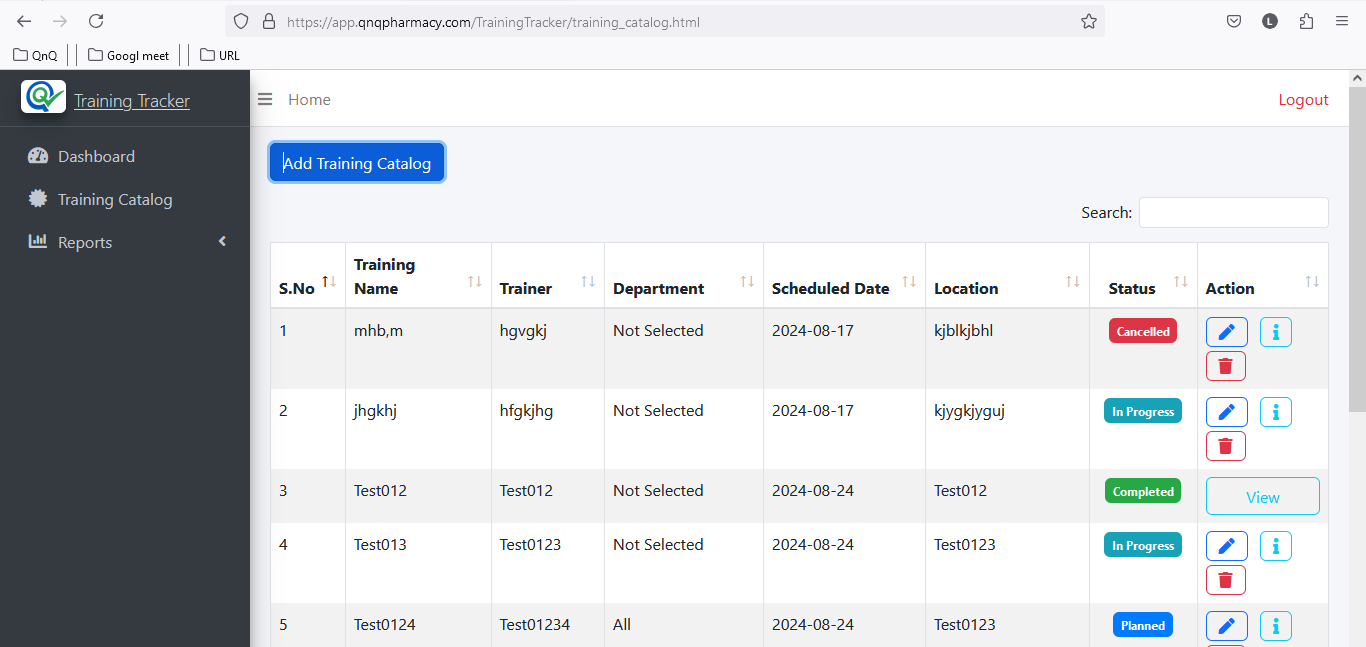 https://app.qnqpharmacy.com/TrainingTracker/training_catalog.html
L
QnQ
Googl meet
URL
Training Tracker
Home
Logout
Dashboard
Training Catalog
Reports
Add Training Catalog
Search:
S.No Training Name Trainer Department Scheduled Date Location Status Action
1 mhb,m hgvgkj Not Selected 2024-08-17 kjblkjbhl Cancelled
2 jhgkhj hfgkjhg Not Selected 2024-08-17 kjygkjyguj In Progress
3 Test012 Test012 Not Selected 2024-08-24 Test012 Completed View
4 Test013 Test0123 Not Selected 2024-08-24 Test0123 In Progress
5 Test0124 Test01234 All 2024-08-24 Test0123 Planned